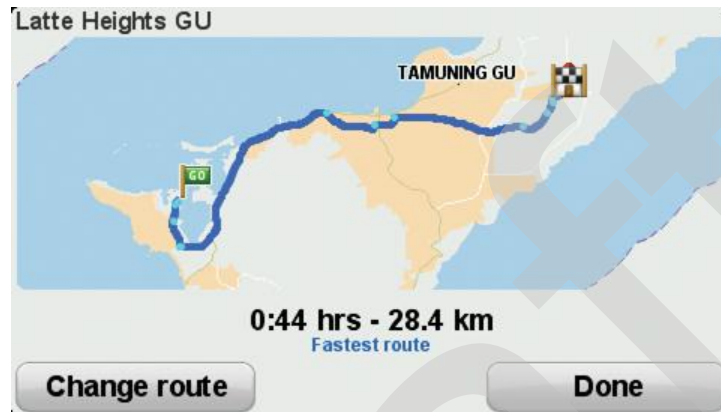 Latte Heights GU
TAMUNING GU
GO
0:44 hrs - 28.4 km
Fastest route
Change route
Done